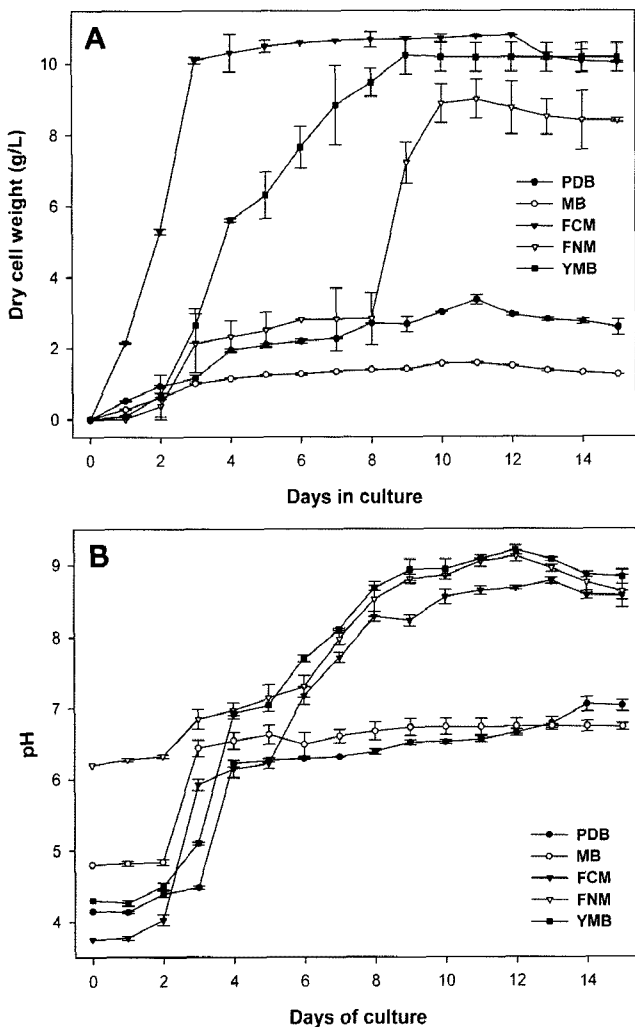 A
Dry cell weight (g/L)
10
8
6
4
2
0
PDB
MB
FCM
FNM
YMB
0 2 4 6 8 10 12 14
Days in culture
B
pH
9
8
7
6
5
4
PDB
MB
FCM
FNM
YMB
0 2 4 6 8 10 12 14
Days of culture